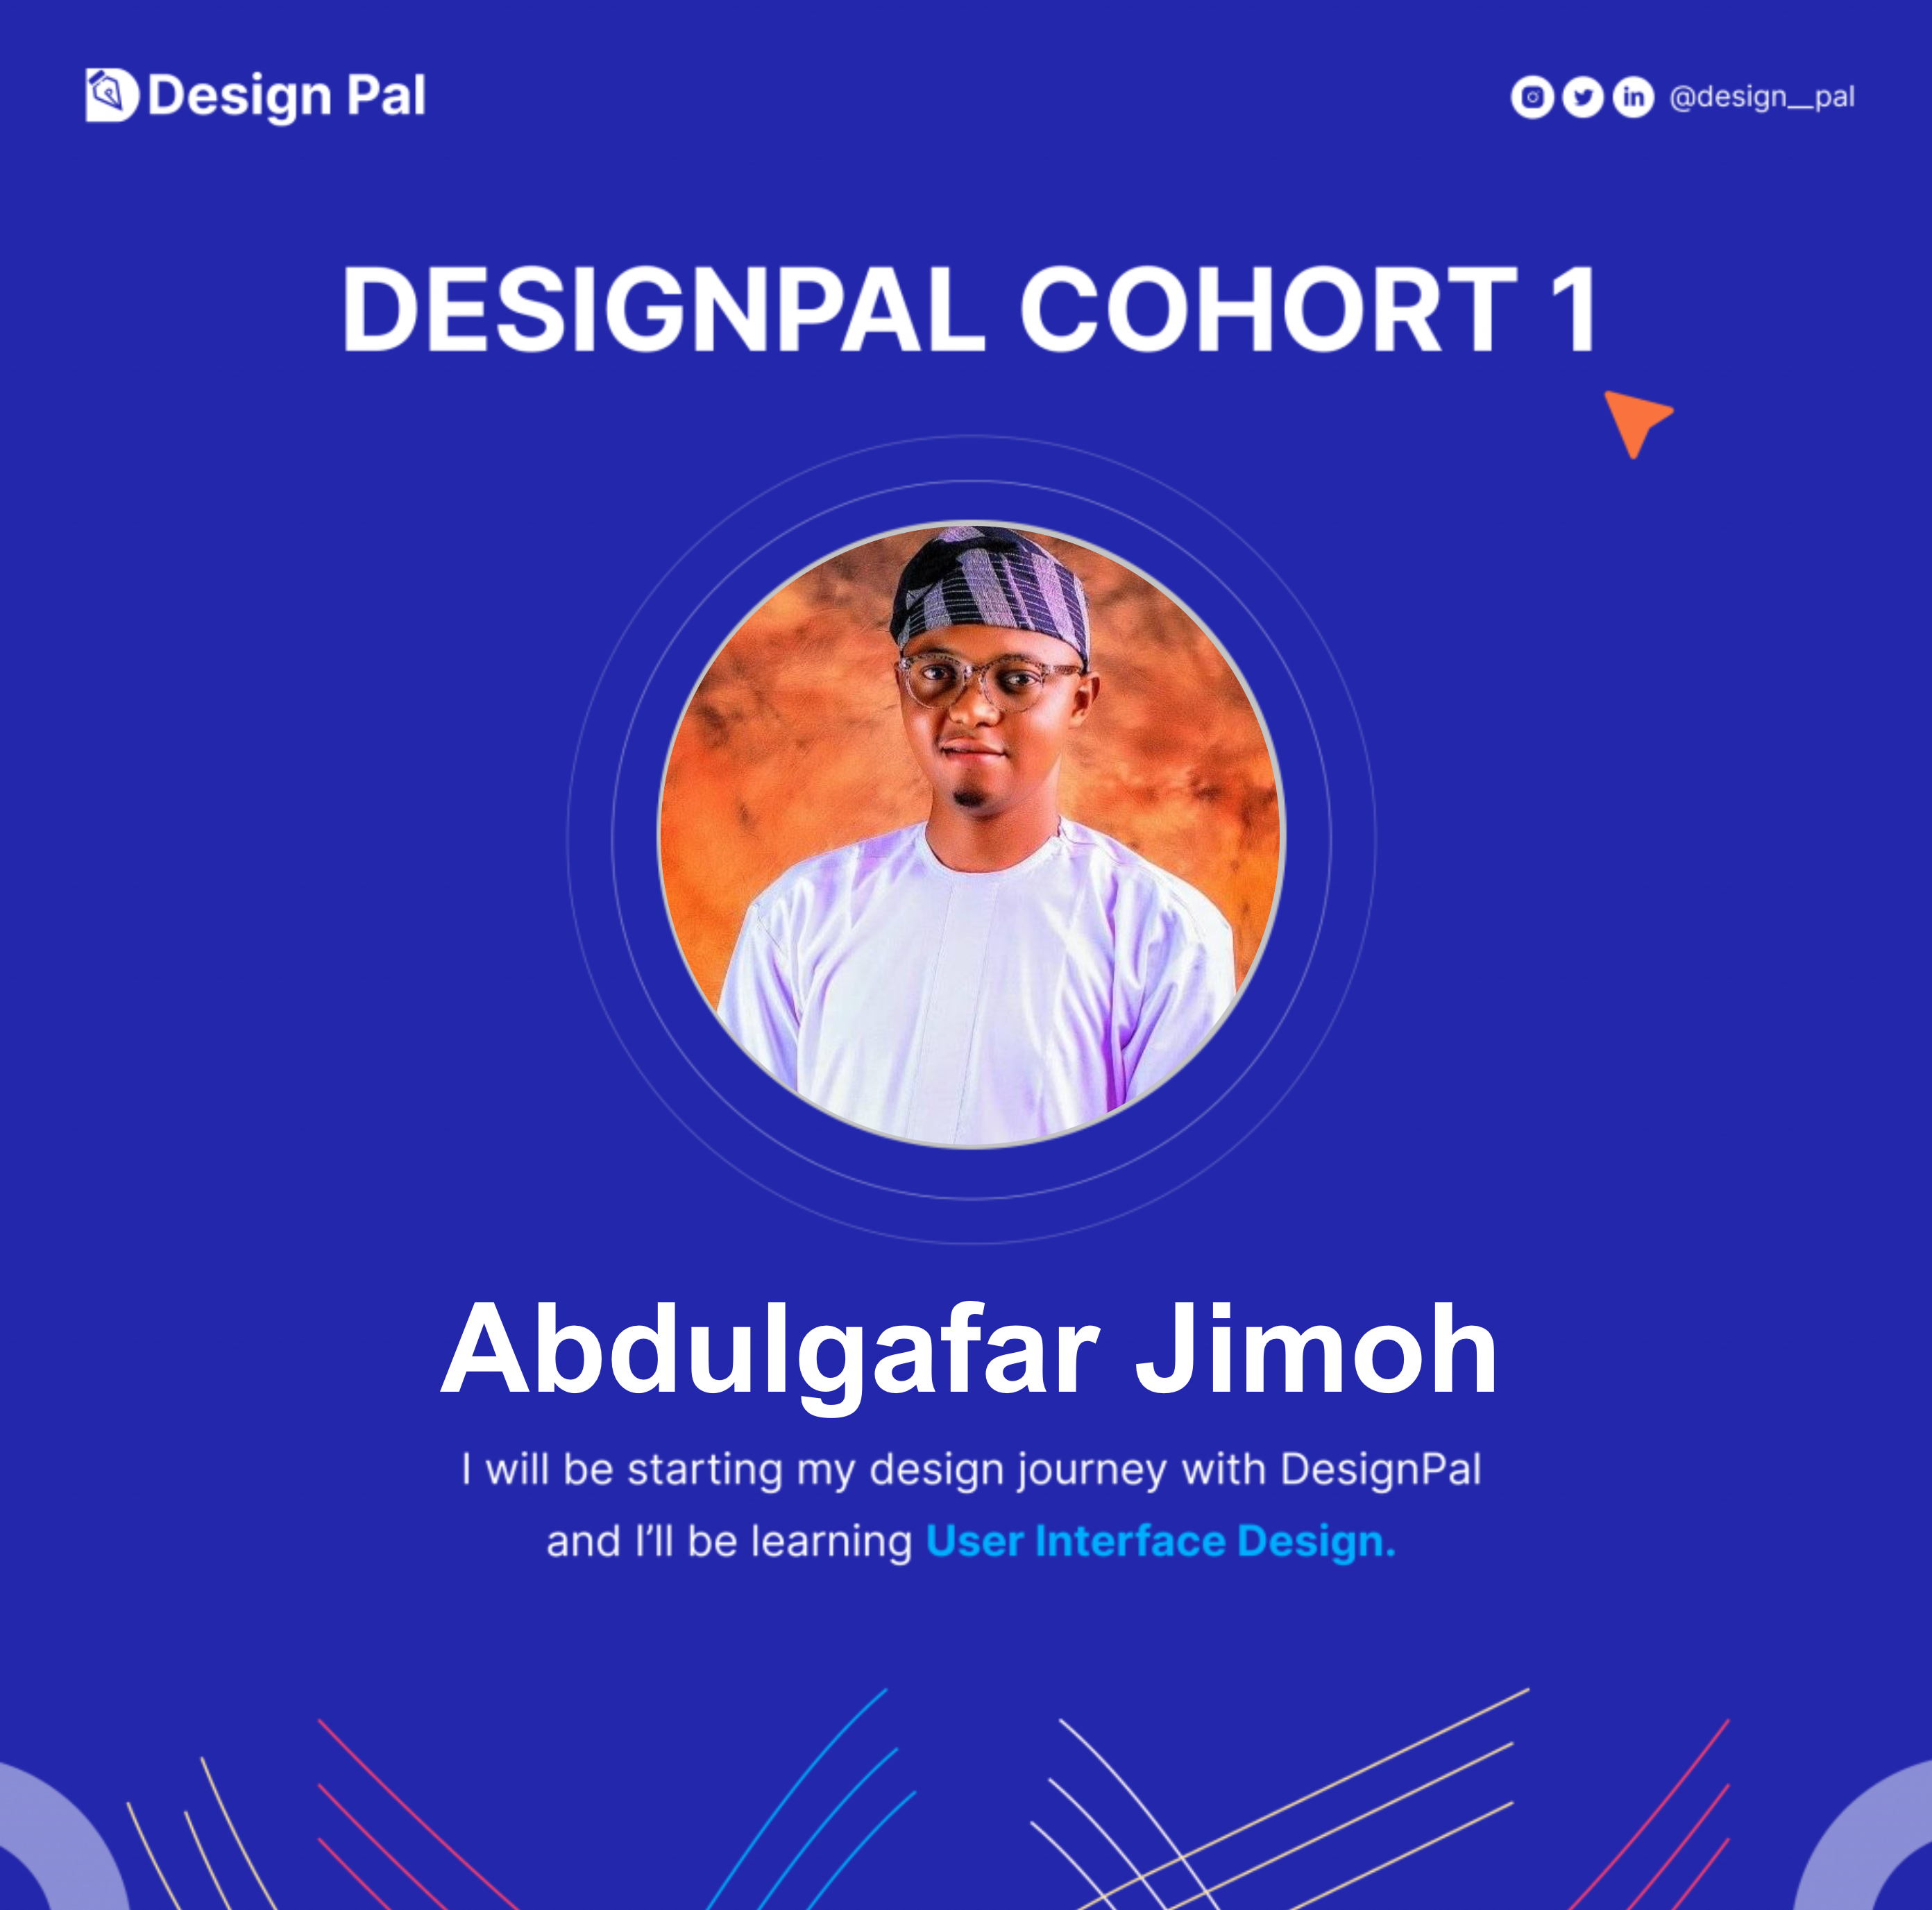 Design Pal
@design__pal
DESIGNPAL COHORT 1
Abdulgafar Jimoh
I will be starting my design journey with DesignPal
and I’ll be learning User Interface Design.